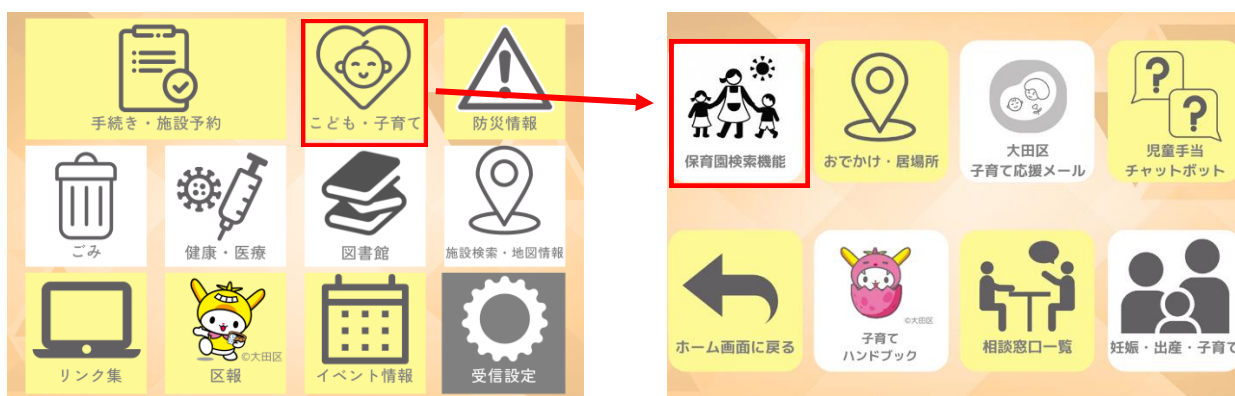 手続き・施設予約
こども・子育て
防災情報
ごみ
健康・医療
図書館
施設検索・地図情報
リンク集
©大田区
区報
イベント情報
受信設定
保育園検索機能
おでかけ・居場所
大田区
子育て応援メール
?
?
児童手当
チャットボット
ホーム画面に戻る
©大田区
子育て
ハンドブック
相談窓口一覧
妊娠・出産・子育て